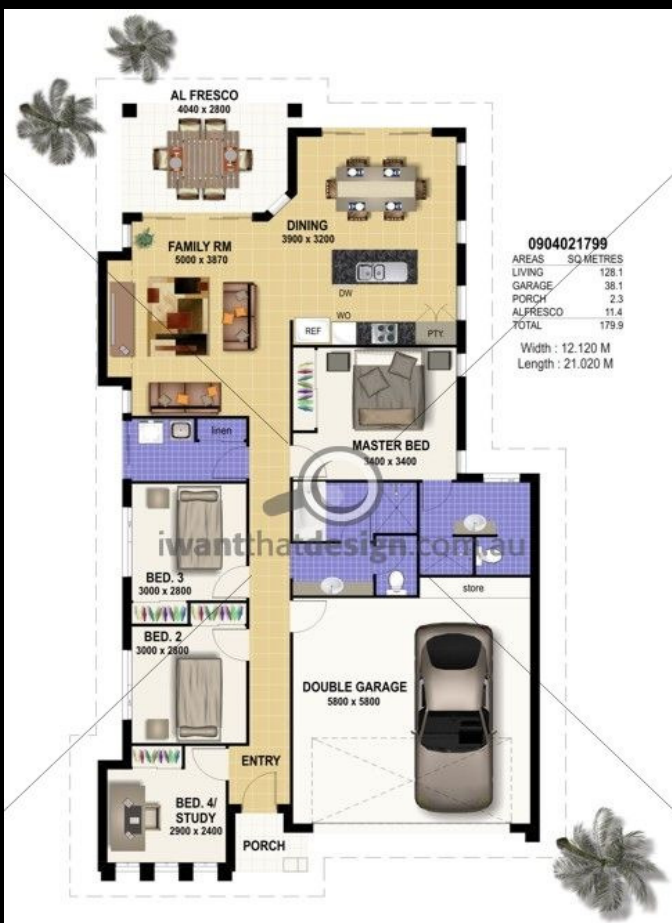 AL FRESCO
4040 x 2800
DINING
3900 x 3200
FAMILY RM
5000 x 3870
0904021799
AREAS SQ METRES
LIVING 128.1
GARAGE 38.1
PORCH 2.3
ALFRESCO 11.4
TOTAL 179.9
Width : 12.120 M
Length : 21.020 M
DW
WO
REF
PTY.
linen
MASTER BED
3400 x 3400
iwantthatdesign.com.au
BED. 3
3000 x 2800
store
BED. 2
3000 x 2800
DOUBLE GARAGE
5800 x 5800
ENTRY
BED. 4/
STUDY
2900 x 2400
PORCH